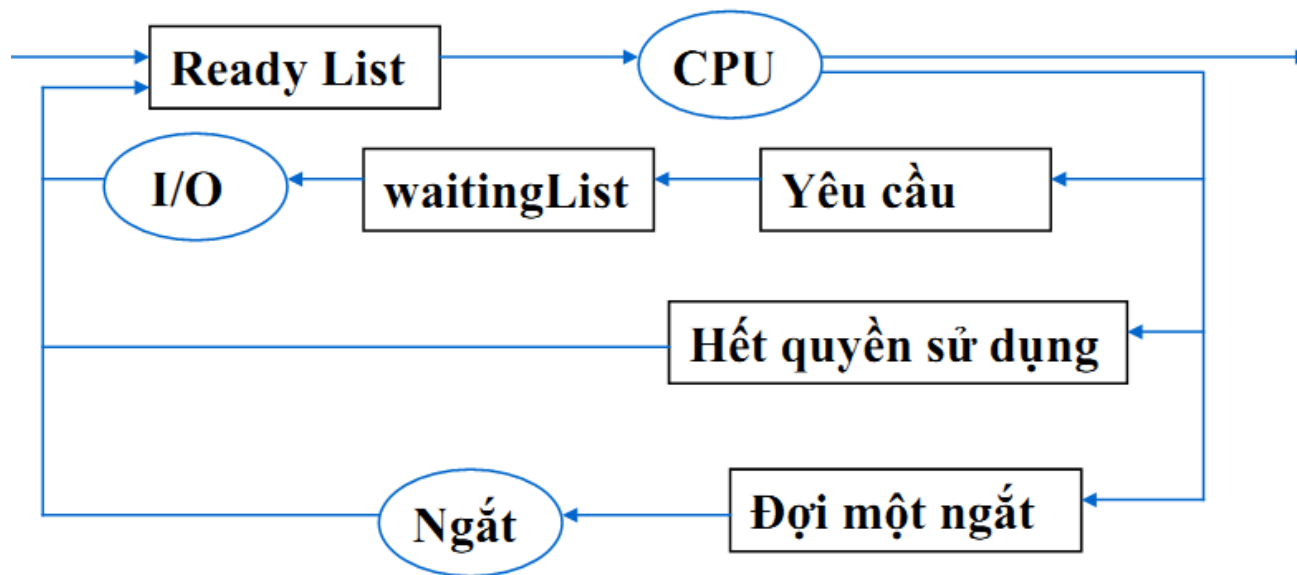 Ready List
CPU
I/O
waitingList
Yêu cầu
Hết quyền sử dụng
Ngắt
Đợi một ngắt